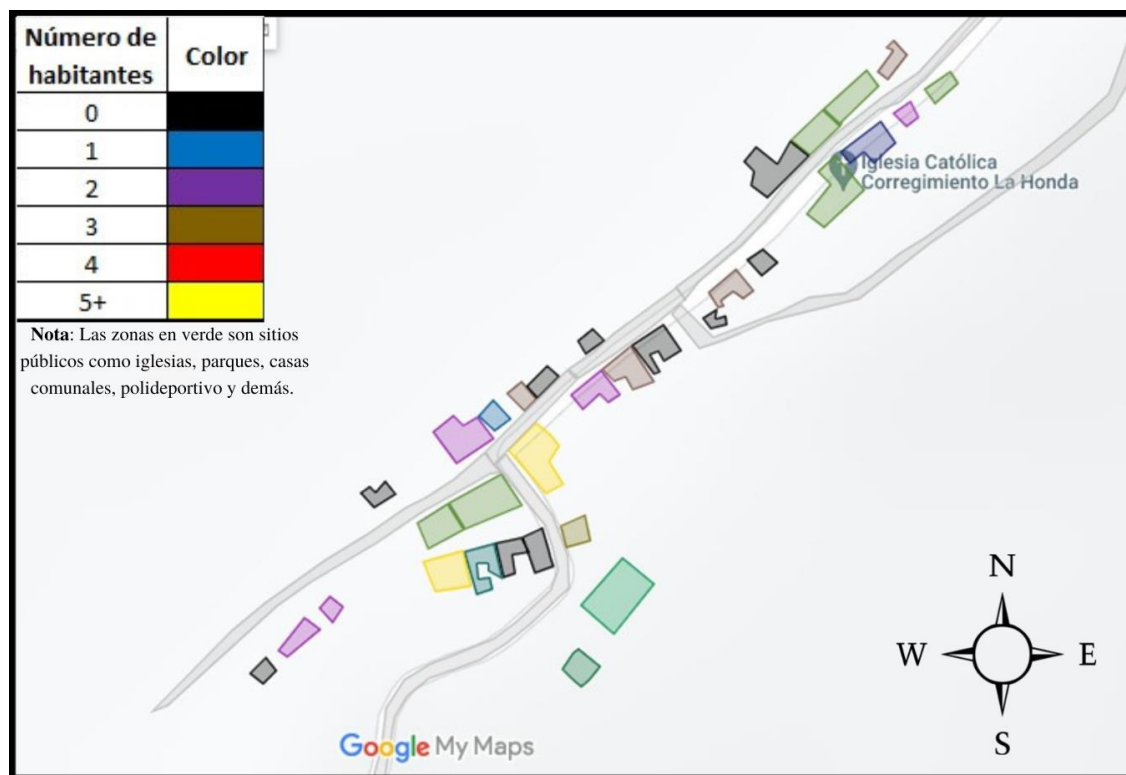 Número de habitantes
Color
0
1
2
3
4
5+
Nota: Las zonas en verde son sitios
públicos como iglesias, parques, casas
comunales, polideportivo y demás.
Iglesia Católica
Corregimiento La Honda
N
W
E
S
Google My Maps